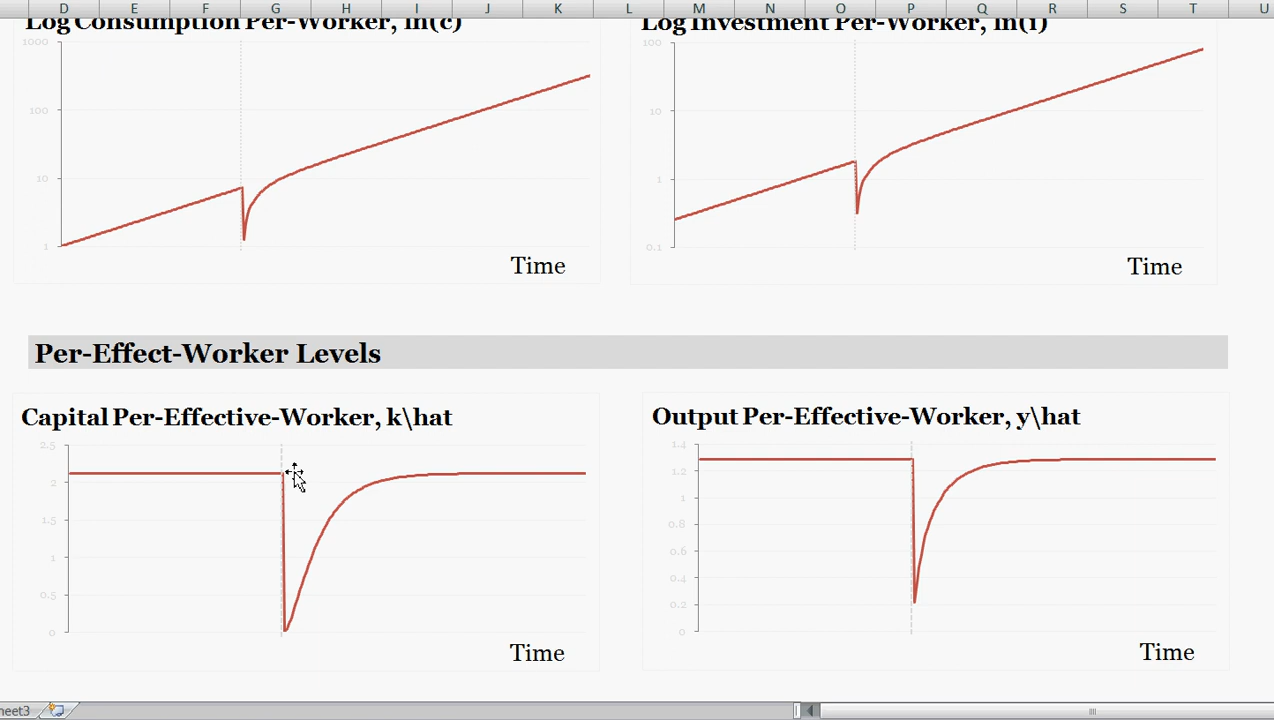 D E F G H I J K L M N O P Q R S T U
Log Consumption Per-Worker, ln(c)
Log Investment Per-Worker, ln(i)
1000
100
10
1
Time
100
10
1
0.1
Time
Per-Effect-Worker Levels
Capital Per-Effective-Worker, k\hat
2.5
2
1.5
1
0.5
0
Time
Output Per-Effective-Worker, y\hat
1.4
1.2
1
0.8
0.6
0.4
0.2
0
Time
heet3